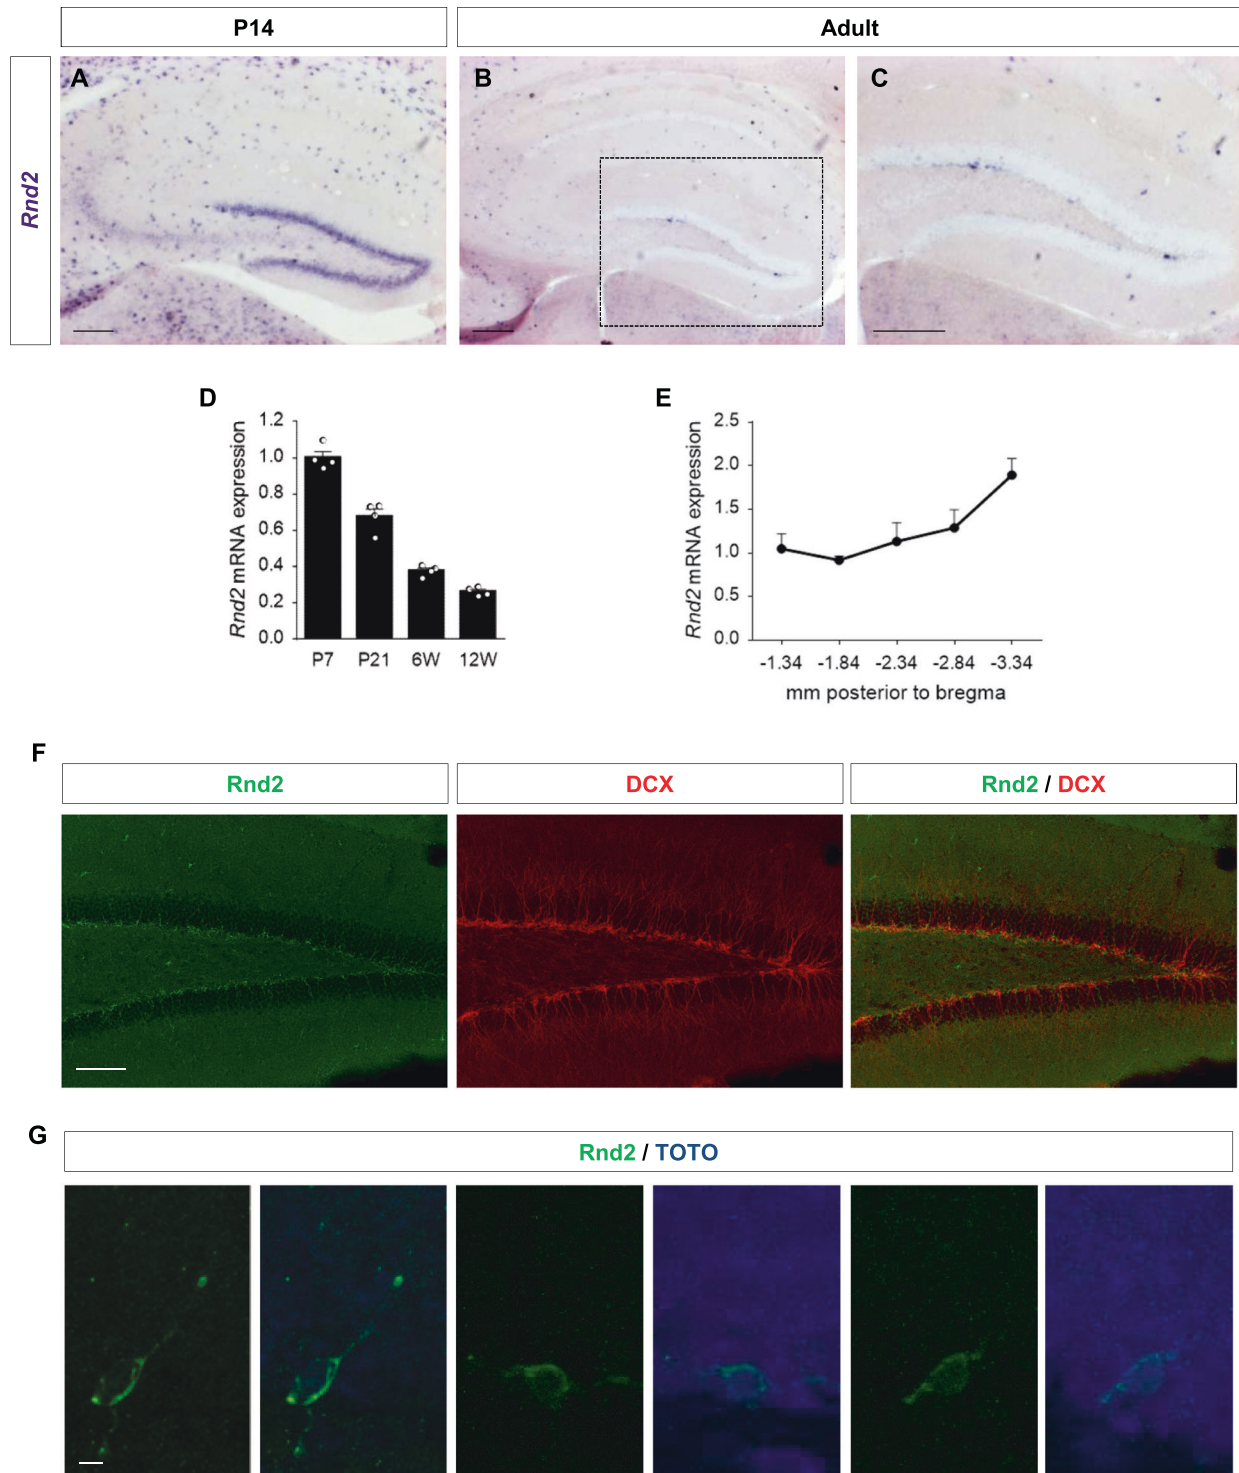 P14
Adult
Rnd2
A
B
C
D
Rnd2 mRNA expression
1.2
1.0
0.8
0.6
0.4
0.2
0.0
P7 P21 6W 12W
E
Rnd2 mRNA expression
2.5
2.0
1.5
1.0
0.5
0.0
-1.34 -1.84 -2.34 -2.84 -3.34
mm posterior to bregma
F
Rnd2
DCX
Rnd2 / DCX
G
Rnd2 / TOTO